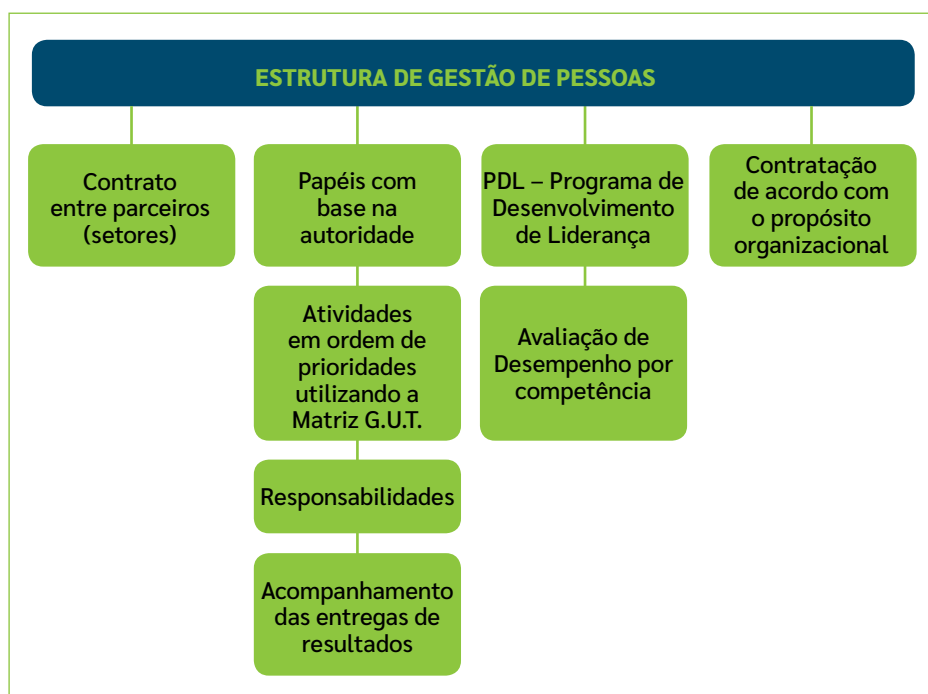 ESTRUTURA DE GESTÃO DE PESSOAS
Contrato
entre parceiros
(setores)
Papéis com
base na
autoridade
Atividades
em ordem de
prioridades
utilizando a
Matriz G.U.T.
Responsabilidades
Acompanhamento
das entregas de
resultados
PDL – Programa de
Desenvolvimento
de Liderança
Avaliação de
Desempenho por
competência
Contratação
de acordo com
o propósito
organizacional